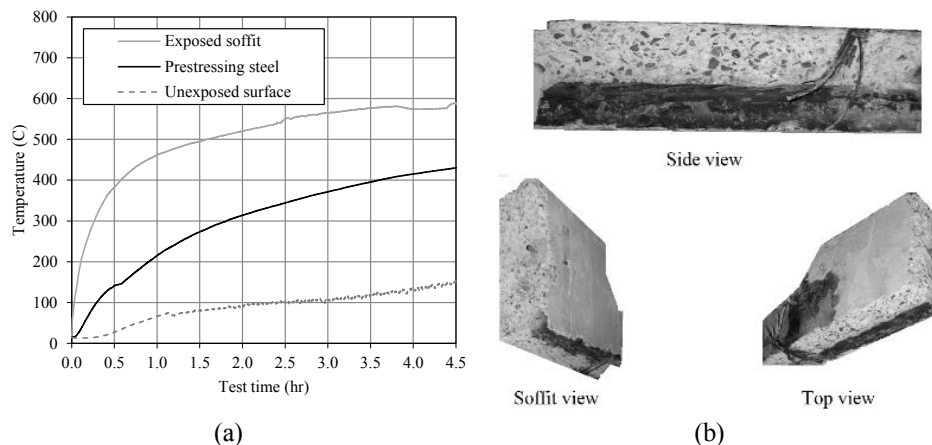 800
700
600
500
400
300
200
100
0
Temperature (C)
Exposed soffit
Prestressing steel
Unexposed surface
0.0 0.5 1.0 1.5 2.0 2.5 3.0 3.5 4.0 4.5
Test time (hr)
(a)
Side view
Soffit view
Top view
(b)